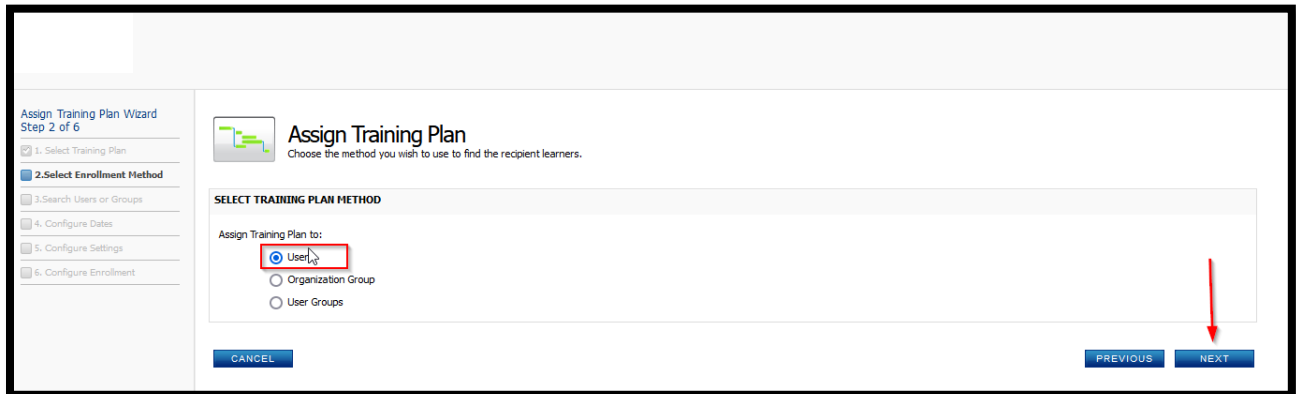 Assign Training Plan Wizard
Step 2 of 6
1. Select Training Plan
2.Select Enrollment Method
3.Search Users or Groups
4. Configure Dates
5. Configure Settings
6. Configure Enrollment
Assign Training Plan
Choose the method you wish to use to find the recipient learners.
SELECT TRAINING PLAN METHOD
Assign Training Plan to:
User
Organization Group
User Groups
CANCEL
PREVIOUS
NEXT